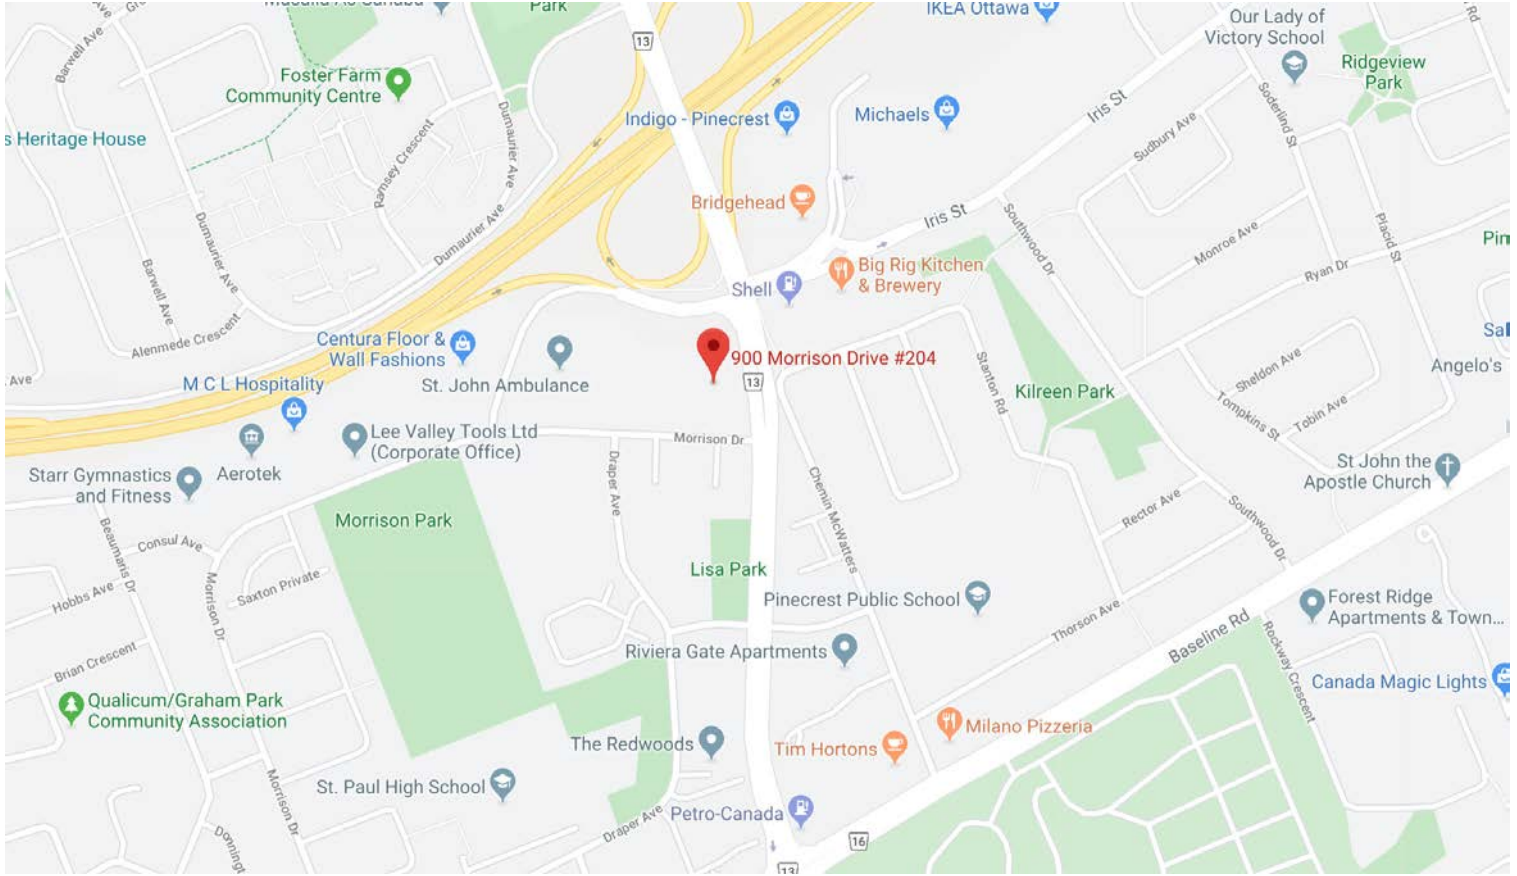 Park
IKEA Ottawa
Our Lady of
Victory School
Rd
Barwell Ave
13
Ridgeview
Park
Foster Farm
Community Centre
Indigo - Pinecrest
Michaels
Iris St
Soderlind St
Sudbury Ave
s Heritage House
Dumaurier Ave
Ramsey Crescent
Bridgehead
Iris St
Southwood Dr
Placid St
Monroe Ave
Dumaurier Ave
Dumaurier Ave
Barwell Ave
Big Rig Kitchen
& Brewery
Ryan Dr
Shell
Alenmede Crescent
Centura Floor &
Wall Fashions
900 Morrison Drive #204
Stanton Rd
Sheldon Ave
Angelo's
Ave
M C L Hospitality
St. John Ambulance
13
Kilreen Park
Tompkins St
Tobin Ave
Lee Valley Tools Ltd
(Corporate Office)
Morrison Dr
Draper Ave
Starr Gymnastics
and Fitness
Aerotek
Chemin McWatters
St John the
Apostle Church
Morrison Park
Rector Ave
Southwood Dr
Beaumaris Dr
Consul Ave
Lisa Park
Hobbs Ave
Saxton Private
Morrison Dr
Pinecrest Public School
Thorson Ave
Baseline Rd
Forest Ridge
Apartments & Town...
Brian Crescent
Riviera Gate Apartments
Rockway Crescent
Canada Magic Lights
Qualicum/Graham Park
Community Association
The Redwoods
Tim Hortons
Milano Pizzeria
St. Paul High School
Morrison Dr
Petro-Canada
Draper Ave
Donningt
16
13